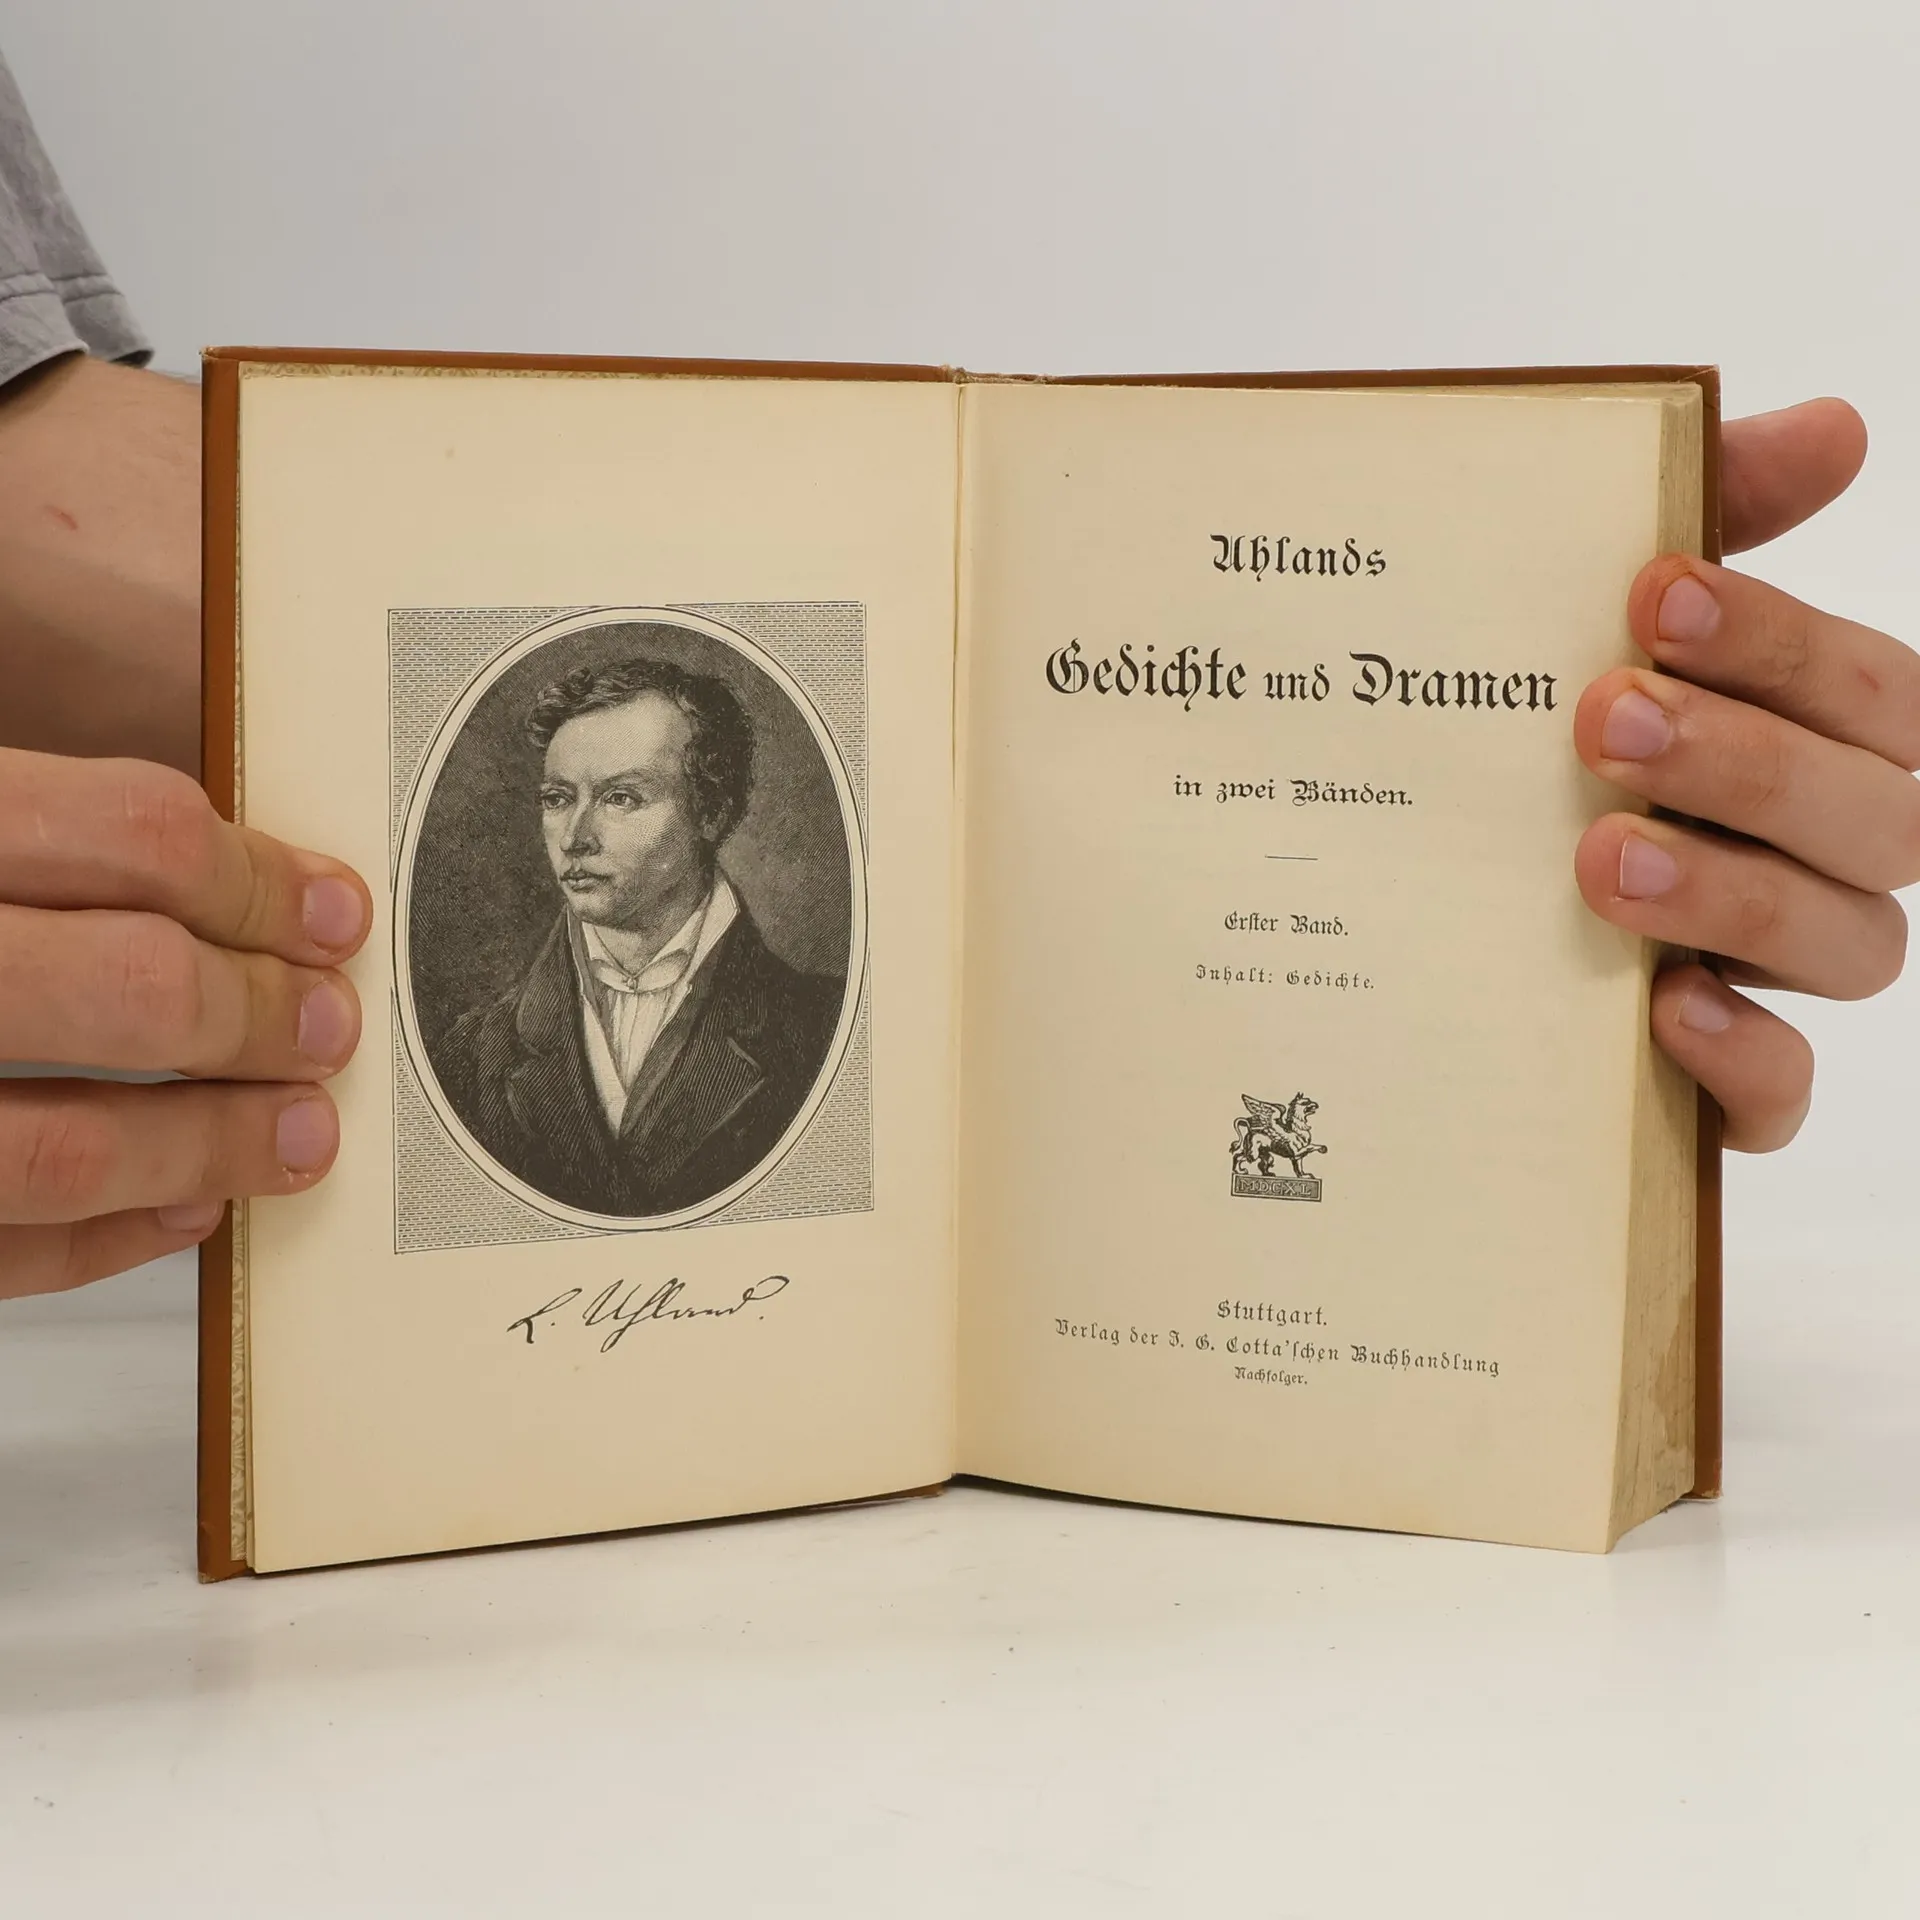 L. Uhland.
Uhlands
Gedichte und Dramen
in zwei Bänden.
Erſter Band.
Inhalt: Gedichte.
MDCXL
Stuttgart.
Verlag der J. G. Cotta'ſchen Buchhandlung
Nachfolger.